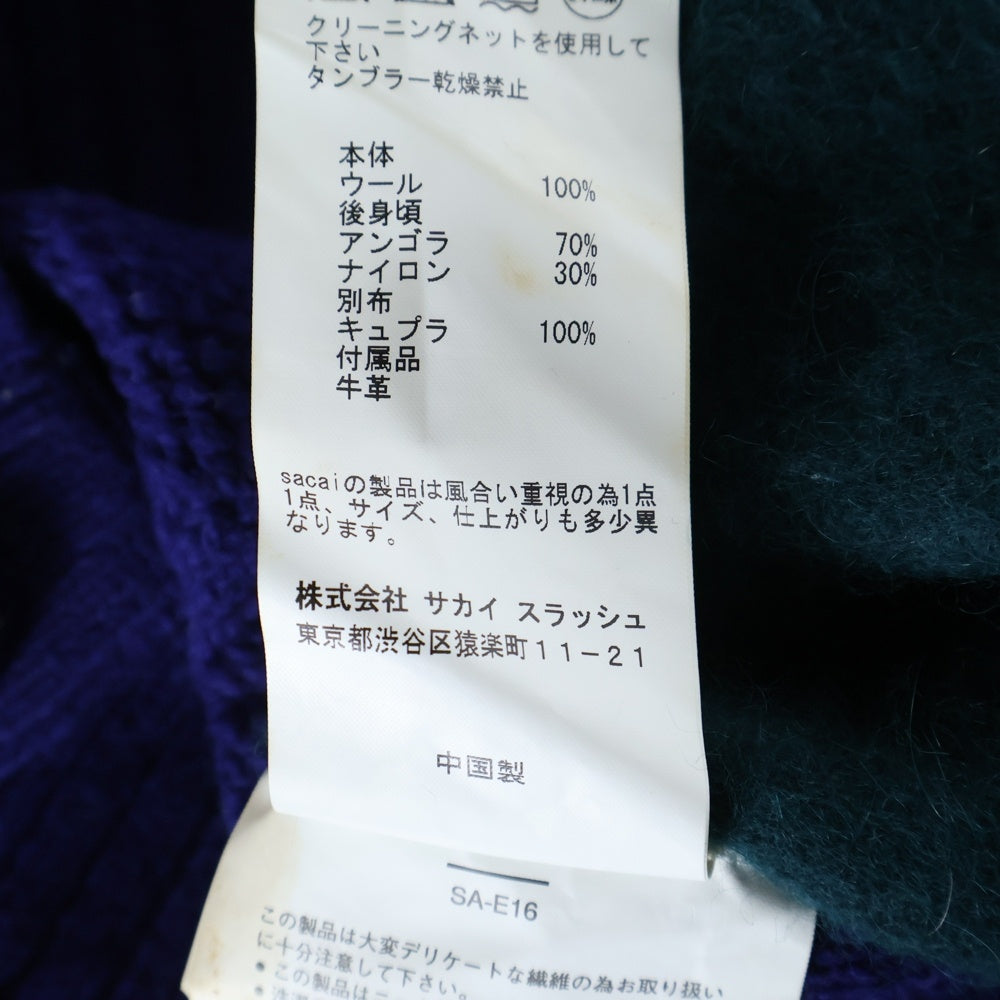 クリーニングネットを使用して
下さい
タンブラー乾燥禁止
本体
ウール 100%
後身頃
アンゴラ 70%
ナイロン 30%
別布
キュプラ 100%
付属品
牛革
sacaiの製品は風合い重視の為1点
1点、サイズ、仕上がりも多少異
なります。
株式会社 サカイ スラッシュ
東京都渋谷区猿楽町11-21
中国製
SA-E16
この製品は大変デリケートな繊維の為お取り扱い
に十分注意して下さい。
・この製品は